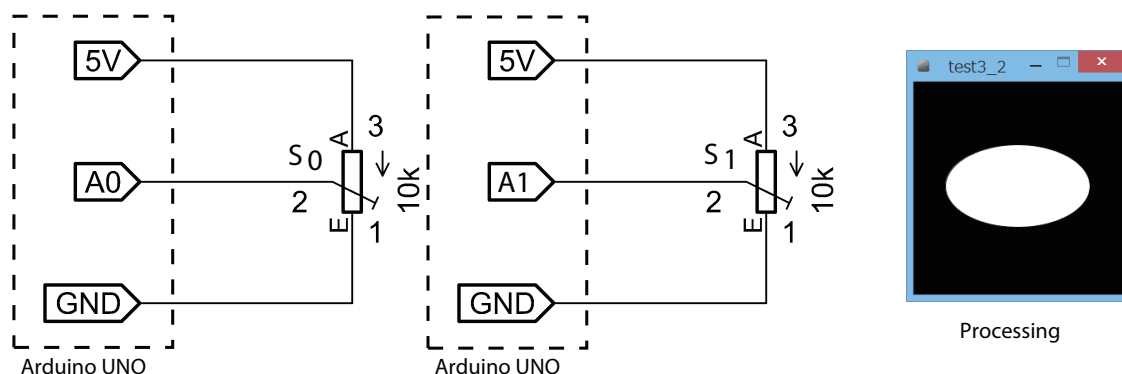 5V
A 3
S0
A0
2
10k
E 1
GND
Arduino UNO
5V
A 3
S1
A1
2
10k
E 1
GND
Arduino UNO
test3_2
Processing